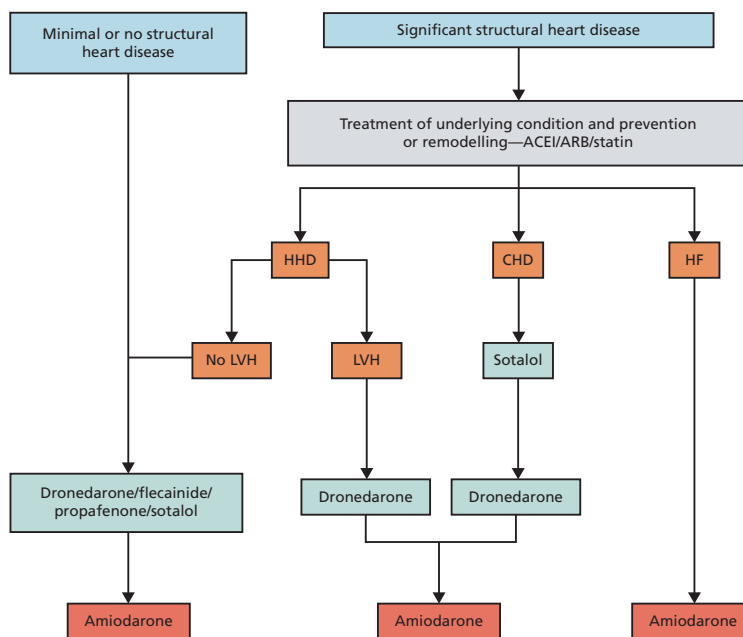 Minimal or no structural
heart disease
Significant structural heart disease
Treatment of underlying condition and prevention
or remodelling—ACEI/ARB/statin
HHD
CHD
HF
No LVH
LVH
Sotalol
Dronedarone/flecainide/
propafenone/sotalol
Dronedarone
Dronedarone
Amiodarone
Amiodarone
Amiodarone